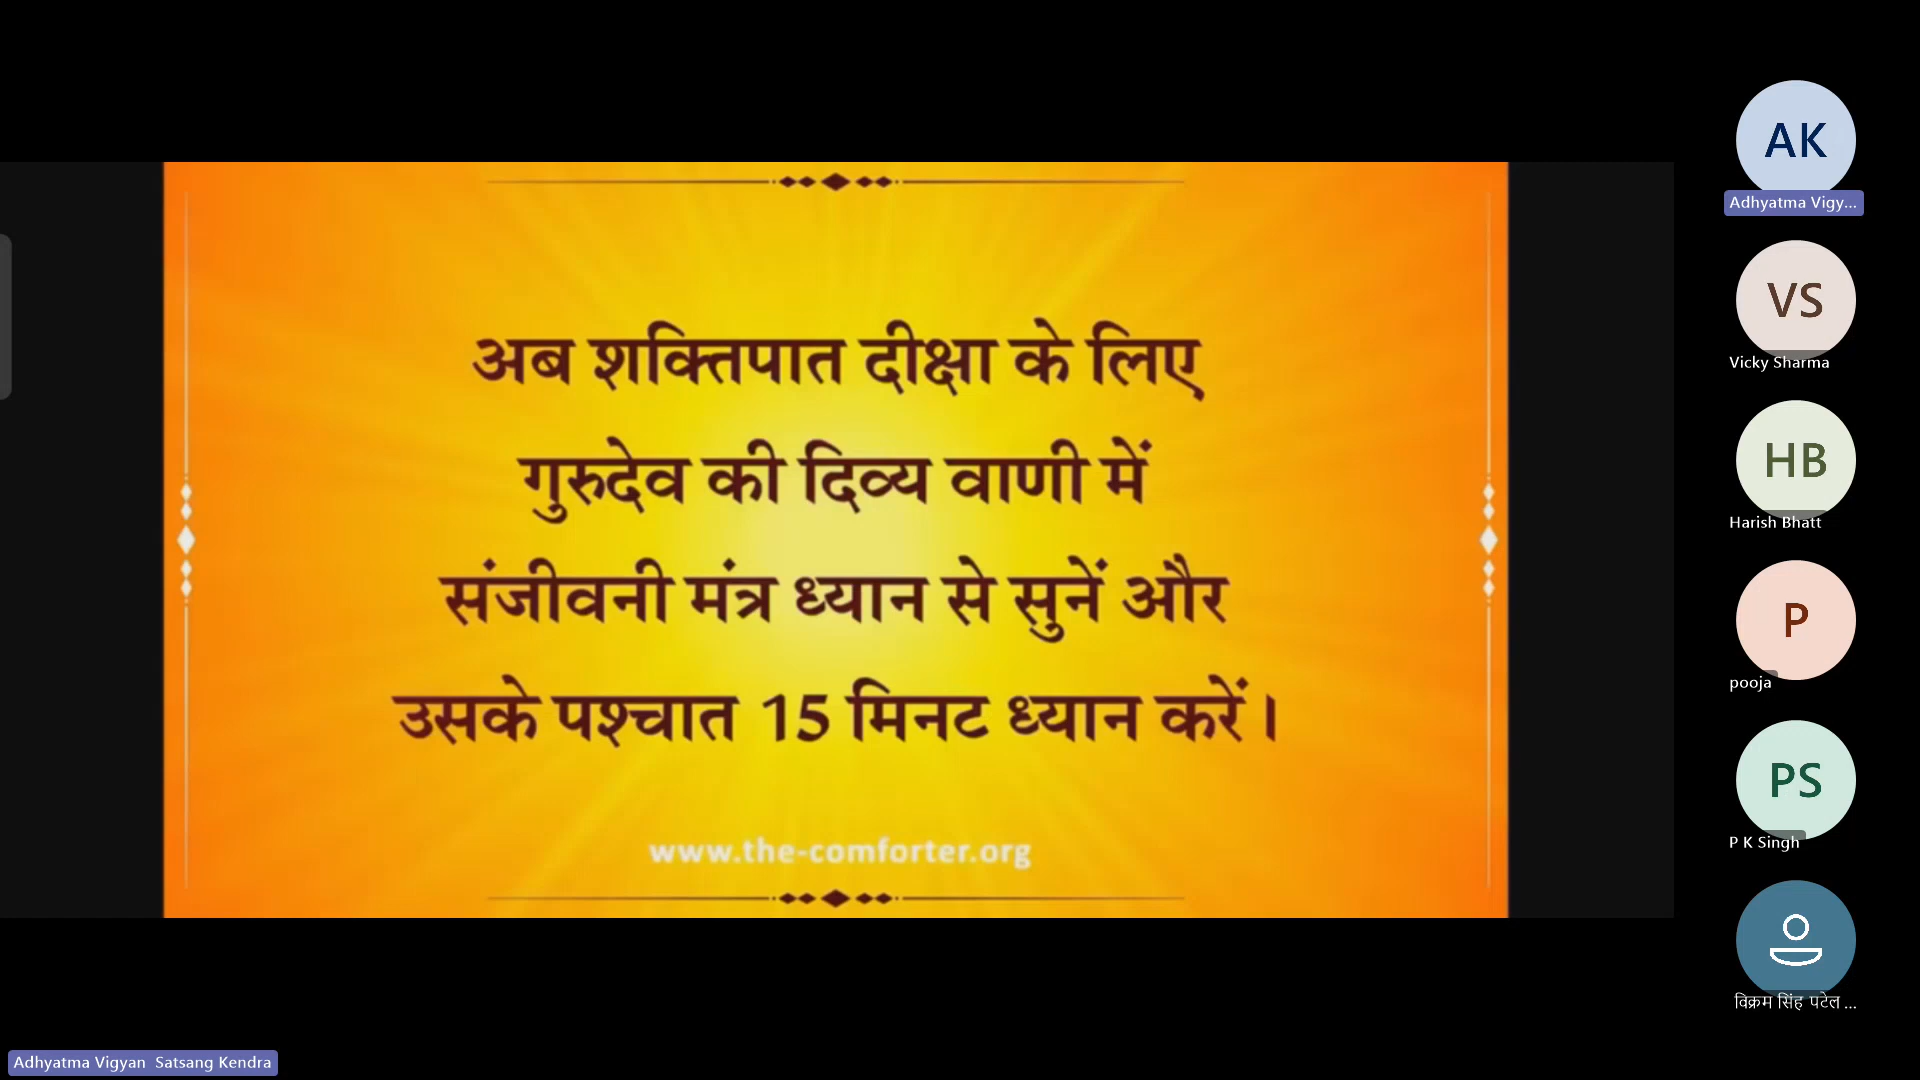 अब शक्तिपात दीक्षा के लिए
गुरुदेव की दिव्य वाणी में
संजीवनी मंत्र ध्यान से सुनें और
उसके पश्चात 15 मिनट ध्यान करें।
www.the-comforter.org
AK
Adhyatma Vigy...
VS
Vicky Sharma
HB
Harish Bhatt
P
pooja
PS
P K Singh
विक्रम सिंह पटेल ...
Adhyatma Vigyan Satsang Kendra